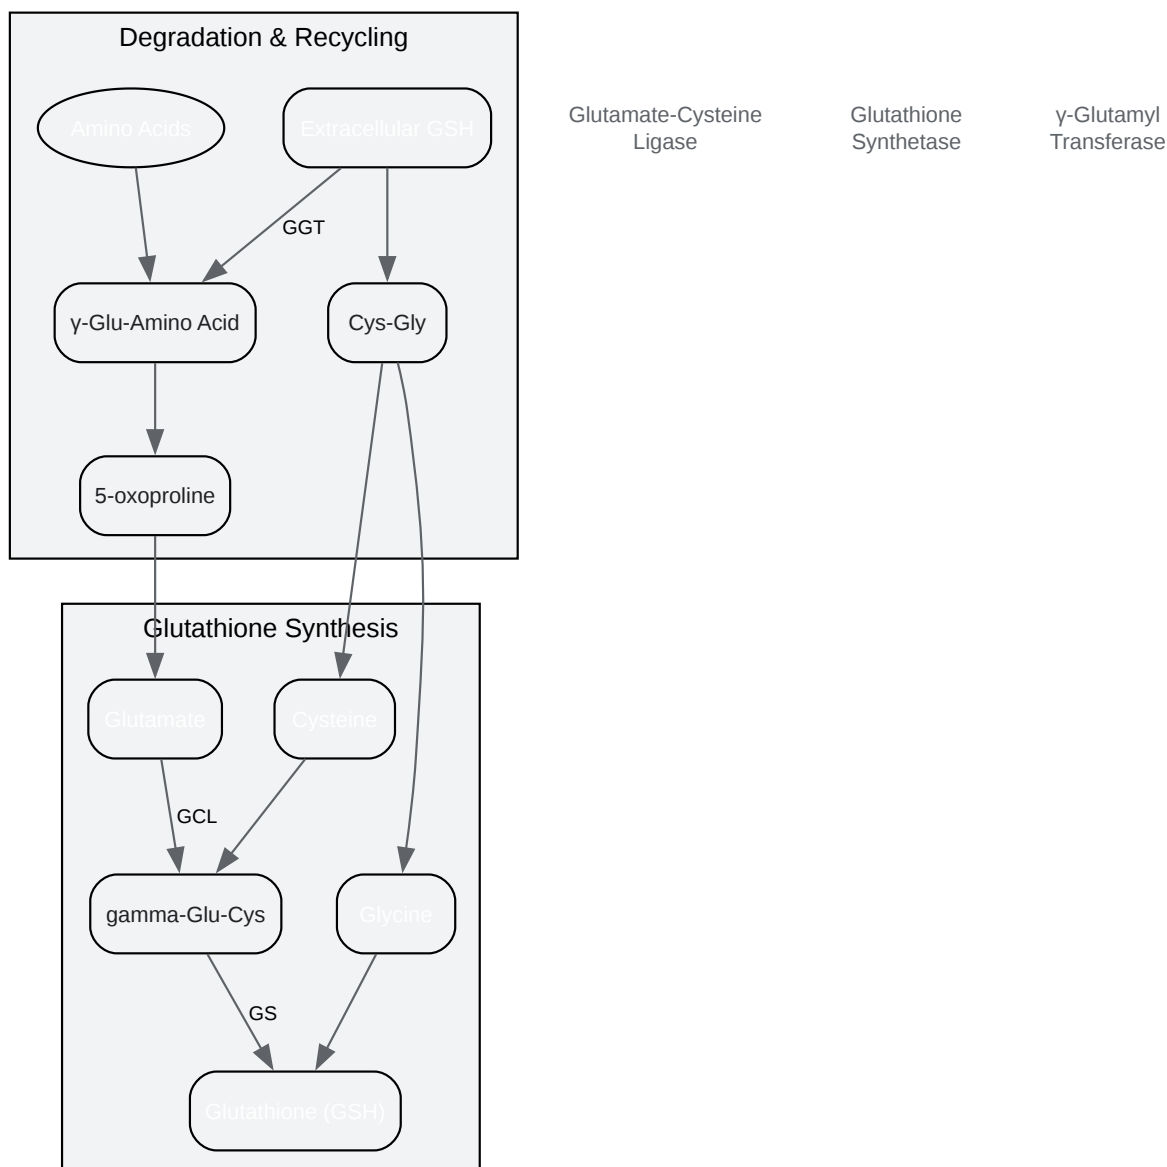 Degradation & Recycling
Amino Acids
Extracellular GSH
Glutamate-Cysteine
Ligase
Glutathione
Synthetase
γ-Glutamyl
Transferase
GGT
γ-Glu-Amino Acid
Cys-Gly
5-oxoproline
Glutathione Synthesis
Glutamate
Cysteine
GCL
gamma-Glu-Cys
Glycine
GS
Glutathione (GSH)